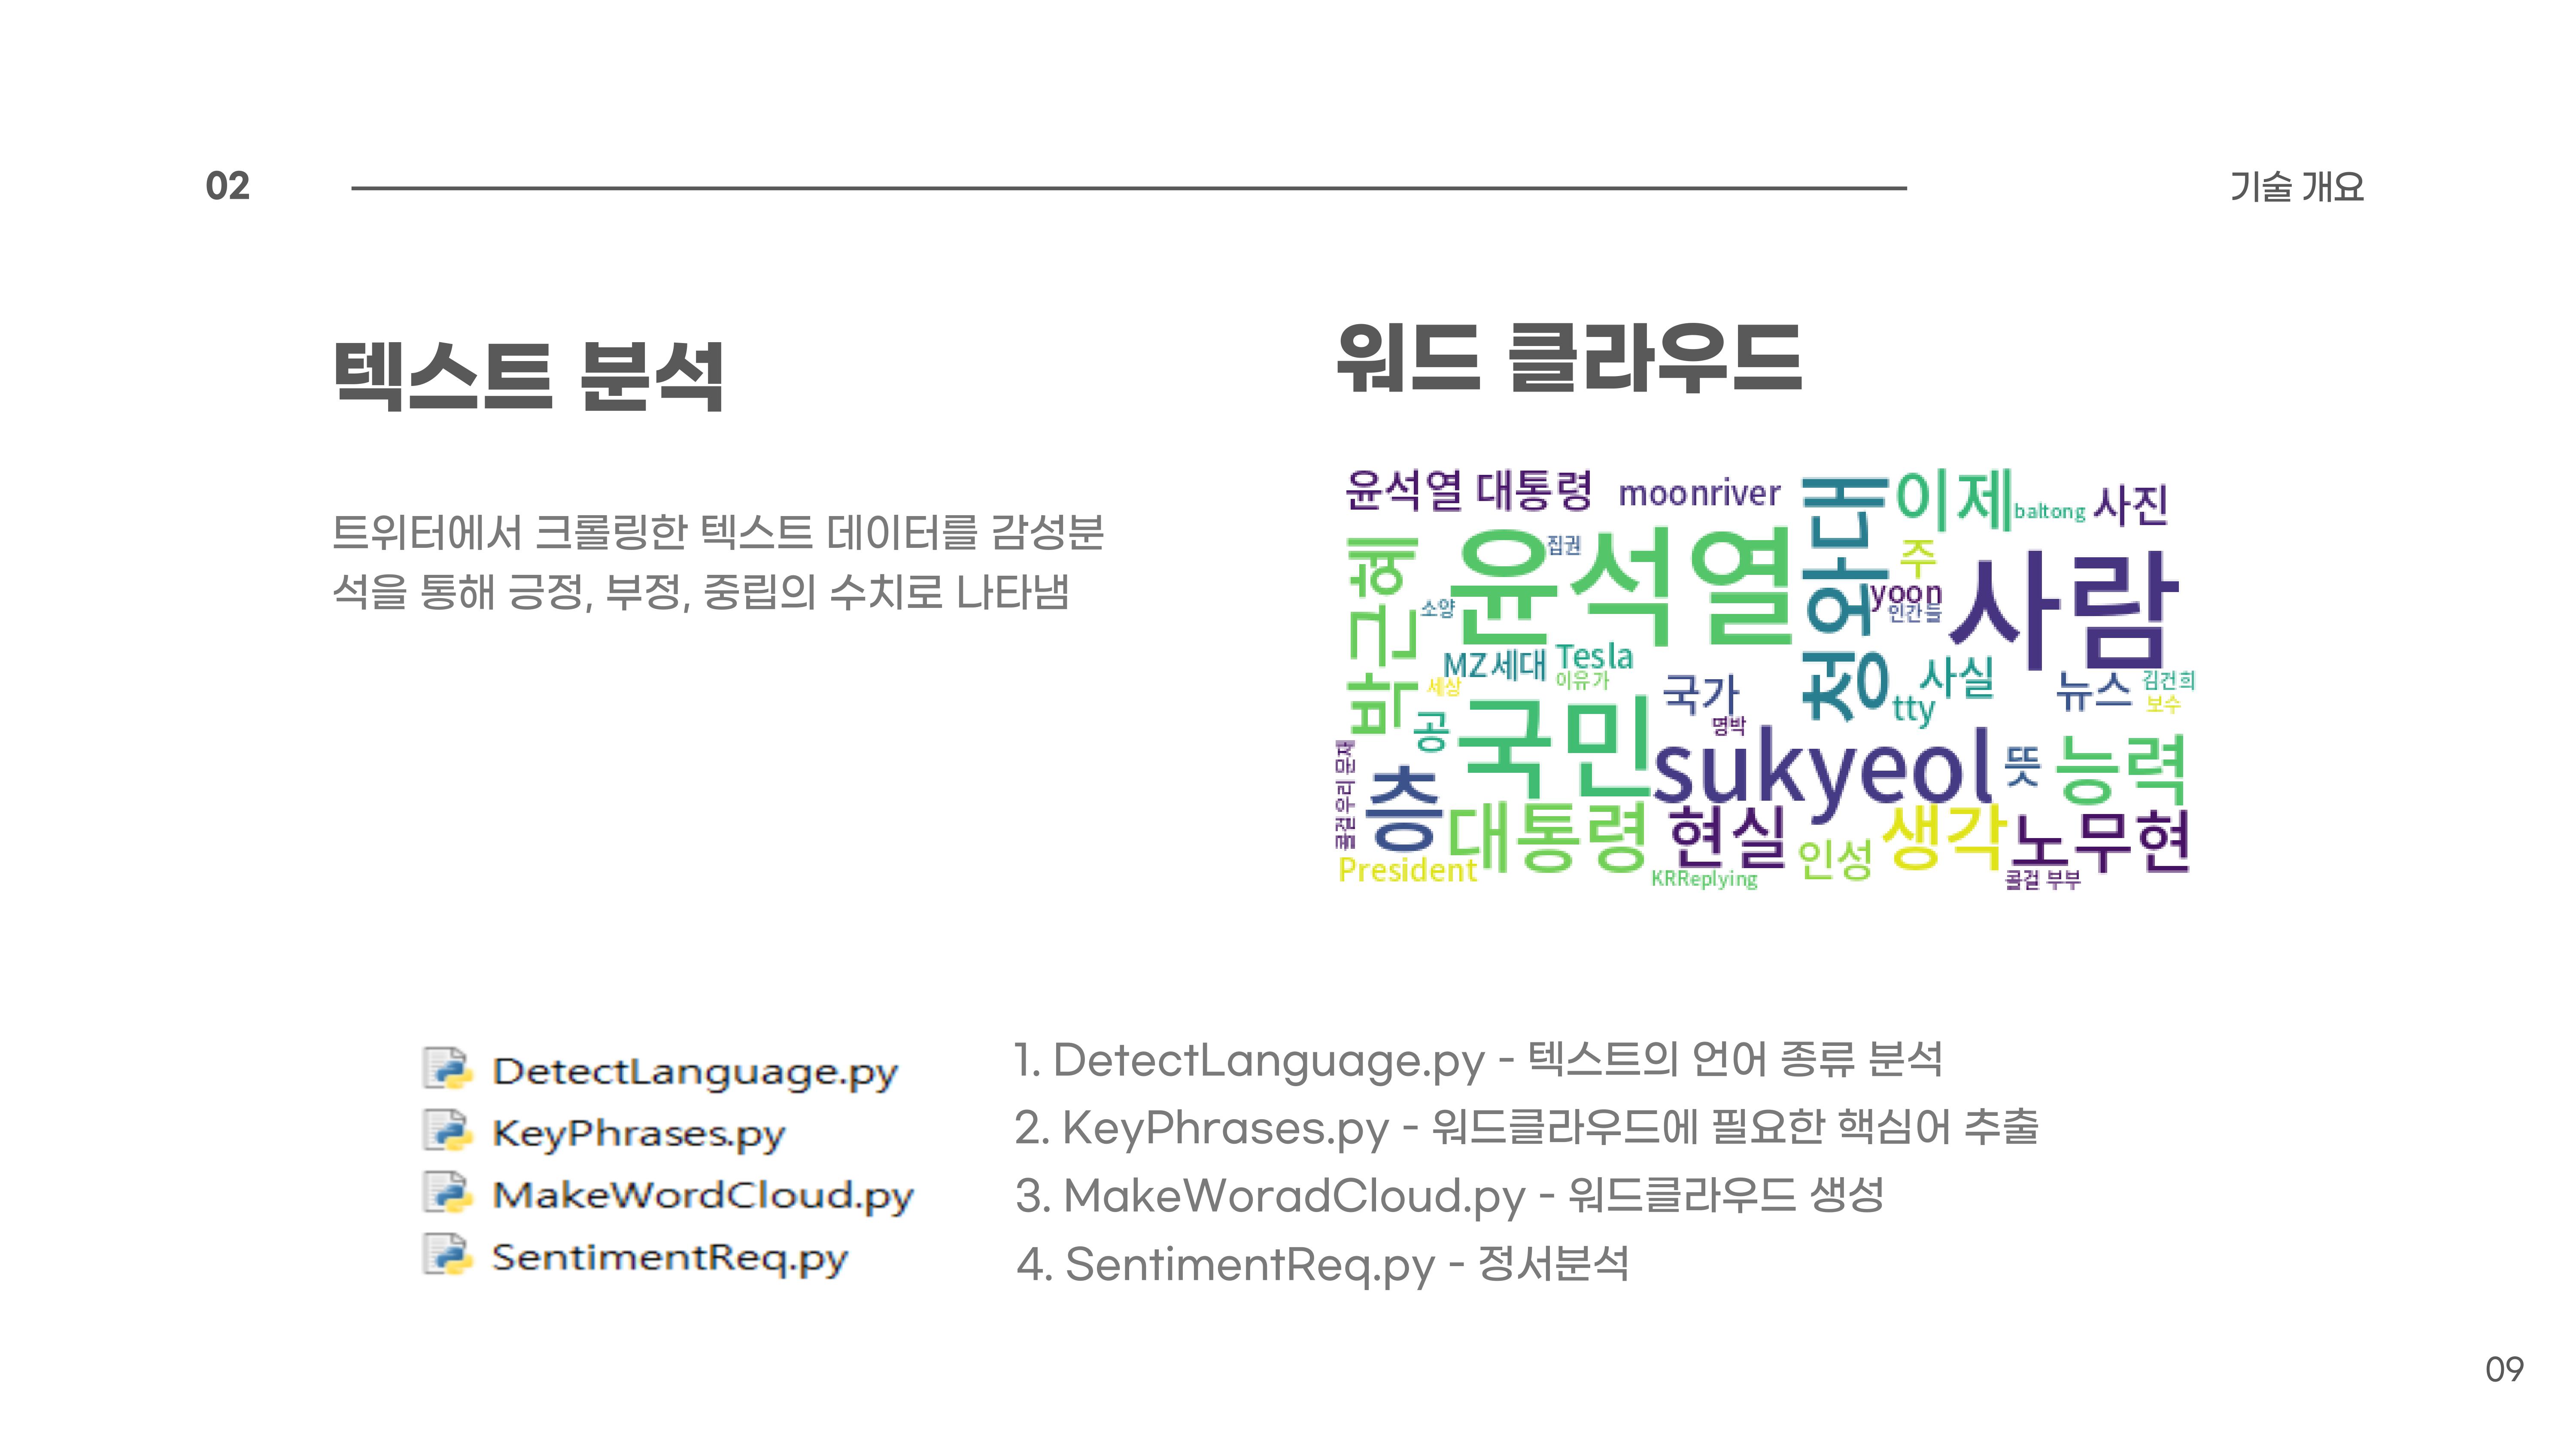 02
기술 개요
텍스트 분석
트위터에서 크롤링한 텍스트 데이터를 감성분
석을 통해 긍정, 부정, 중립의 수치로 나타냄
워드 클라우드
윤석열 대통령
moonriver
청와대
이제
baltong
사진
박근혜
윤석열
집권
주
yoon
인간들
사람
소양
MZ세대
Tesla
이유가
세상
국가
사실
tty
뉴스
김건희
보수
공
국민
명박
sukyeol
뜻
능력
콜걸우리 문재
층
대통령
현실
인성
생각
노무현
President
KRReplying
콜걸 부부
DetectLanguage.py
KeyPhrases.py
MakeWordCloud.py
SentimentReq.py
1. DetectLanguage.py - 텍스트의 언어 종류 분석
2. KeyPhrases.py - 워드클라우드에 필요한 핵심어 추출
3. MakeWoradCloud.py - 워드클라우드 생성
4. SentimentReq.py - 정서분석
09